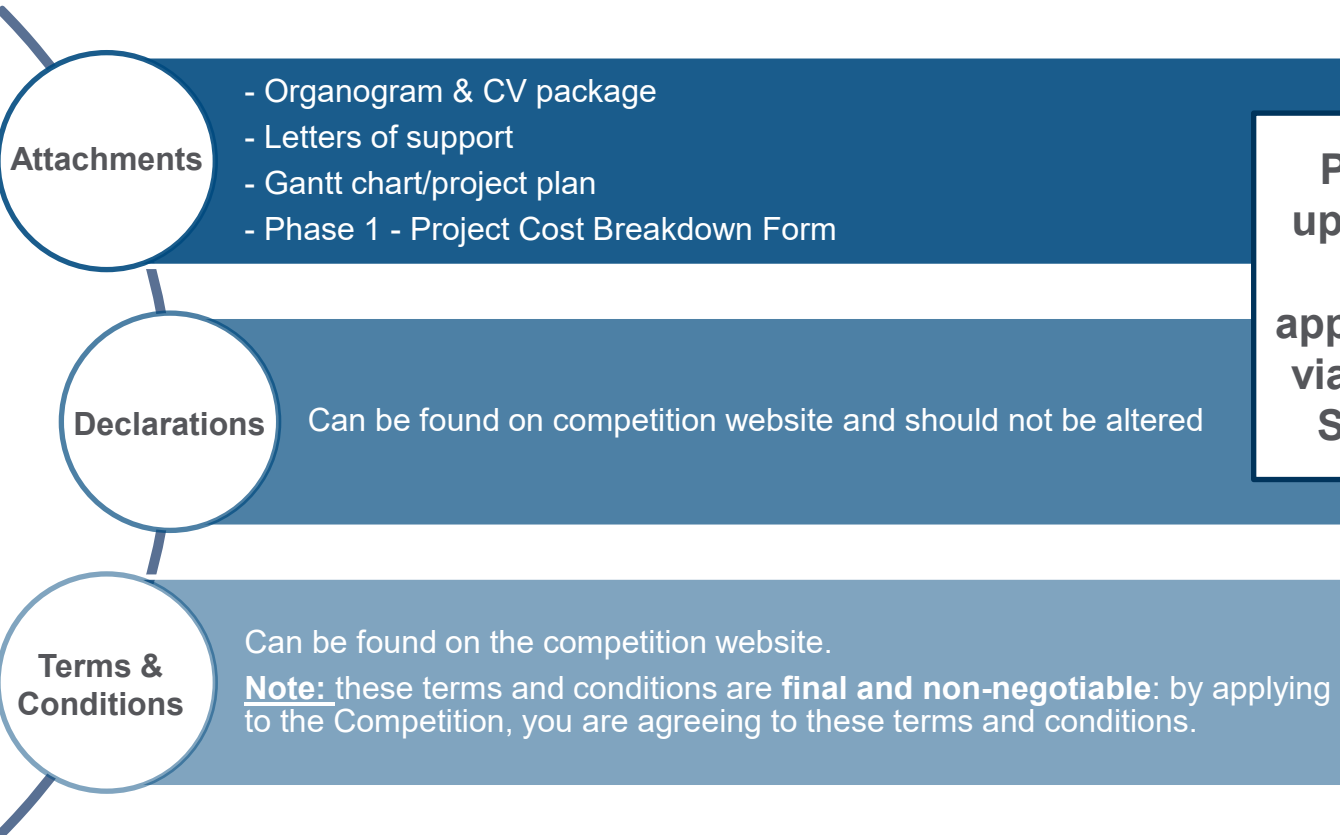 Attachments
- Organogram & CV package
- Letters of support
- Gantt chart/project plan
- Phase 1 - Project Cost Breakdown Form
Declarations
Can be found on competition website and should not be altered
Terms &
Conditions
Can be found on the competition website.
Note: these terms and conditions are final and non-negotiable: by applying
to the Competition, you are agreeing to these terms and conditions.